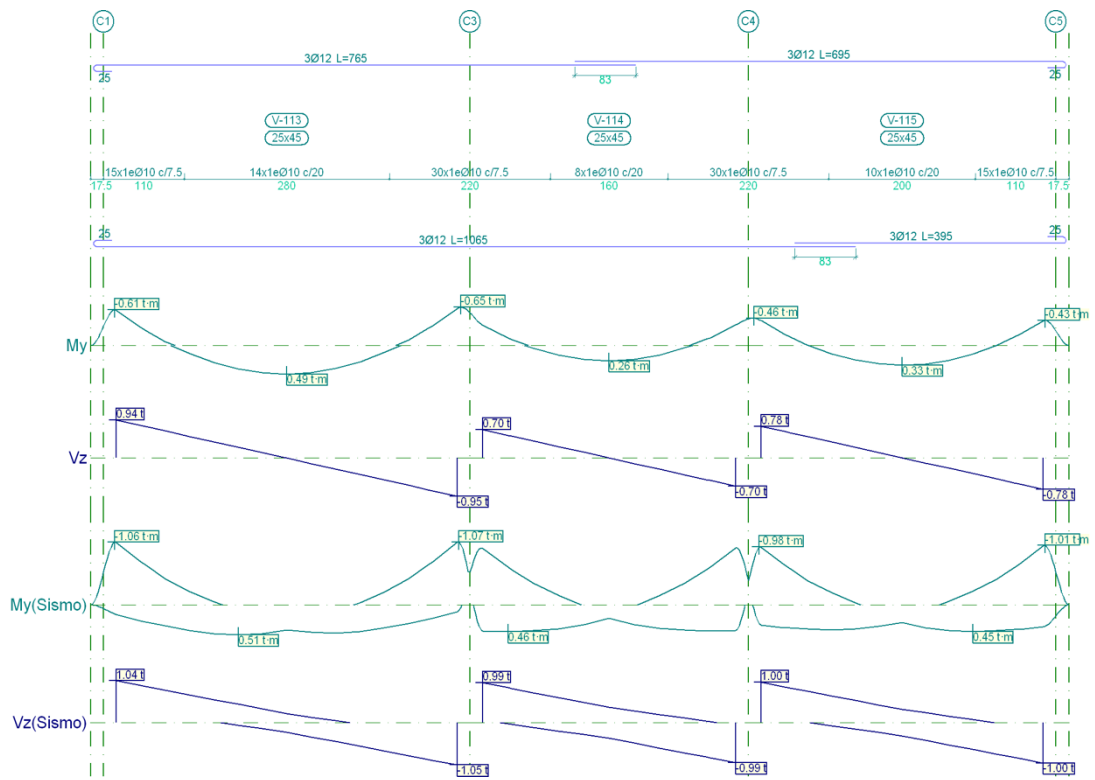 C1 C3 C4 C5
3Ø12 L=765 3Ø12 L=695
25 83 25
V-113 V-114 V-115
25x45 25x45 25x45
15x1eØ10 c/7.5 14x1eØ10 c/20 30x1eØ10 c/7.5 8x1eØ10 c/20 30x1eØ10 c/7.5 10x1eØ10 c/20 15x1eØ10 c/7.5
17.5 110 280 220 160 220 200 110 17.5
25 3Ø12 L=1065 3Ø12 L=395 25
83
-0.61 t·m -0.65 t·m -0.46 t·m -0.43 t·m
My
0.49 t·m 0.26 t·m 0.33 t·m
0.94 t 0.70 t 0.78 t
Vz
-0.95 t -0.70 t -0.78 t
-1.06 t·m -1.07 t·m -0.98 t·m -1.01 t·m
My(Sismo)
0.51 t·m 0.46 t·m 0.45 t·m
1.04 t 0.99 t 1.00 t
Vz(Sismo)
-1.05 t -0.99 t -1.00 t